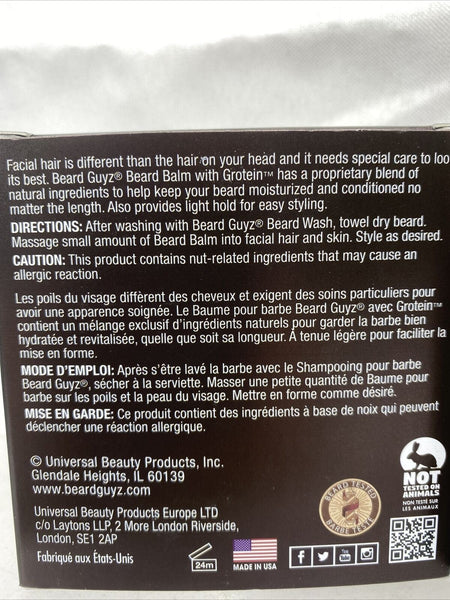 Facial hair is different than the hair on your head and it needs special care to loo
its best. Beard Guyz® Beard Balm with Grotein™ has a proprietary blend of
natural ingredients to help keep your beard moisturized and conditioned no
matter the length. Also provides light hold for easy styling.
DIRECTIONS: After washing with Beard Guyz® Beard Wash, towel dry beard.
Massage small amount of Beard Balm into facial hair and skin. Style as desired.
CAUTION: This product contains nut-related ingredients that may cause an
allergic reaction.
Les poils du visage diffèrent des cheveux et exigent des soins particuliers pour
avoir une apparence soignée. Le Baume pour barbe Beard Guyz® avec Grotein™
contient un mélange exclusif d'ingrédients naturels pour garder la barbe bien
hydratée et revitalisée, quelle que soit sa longueur. A tenue légère pour faciliter la
mise en forme.
MODE D'EMPLOI: Après s'être lavé la barbe avec le Shampooing pour barbe
Beard Guyz®, sécher à la serviette. Masser une petite quantité de Baume pour
barbe sur les poils et la peau du visage. Mettre en forme comme désiré.
MISE EN GARDE: Ce produit contient des ingrédients à base de noix qui peuvent
déclencher une réaction allergique.
© Universal Beauty Products, Inc.
Glendale Heights, IL 60139
www.beardguyz.com
Universal Beauty Products Europe LTD
c/o Laytons LLP, 2 More London Riverside,
London, SE1 2AP
Fabriqué aux États-Unis
24m
MADE IN USA
BEARD TESTED
BARBE TESTÉ
You
Tube
NOT
TESTED ON
ANIMALS
NON TESTÉ SUR
LES ANIMAUX